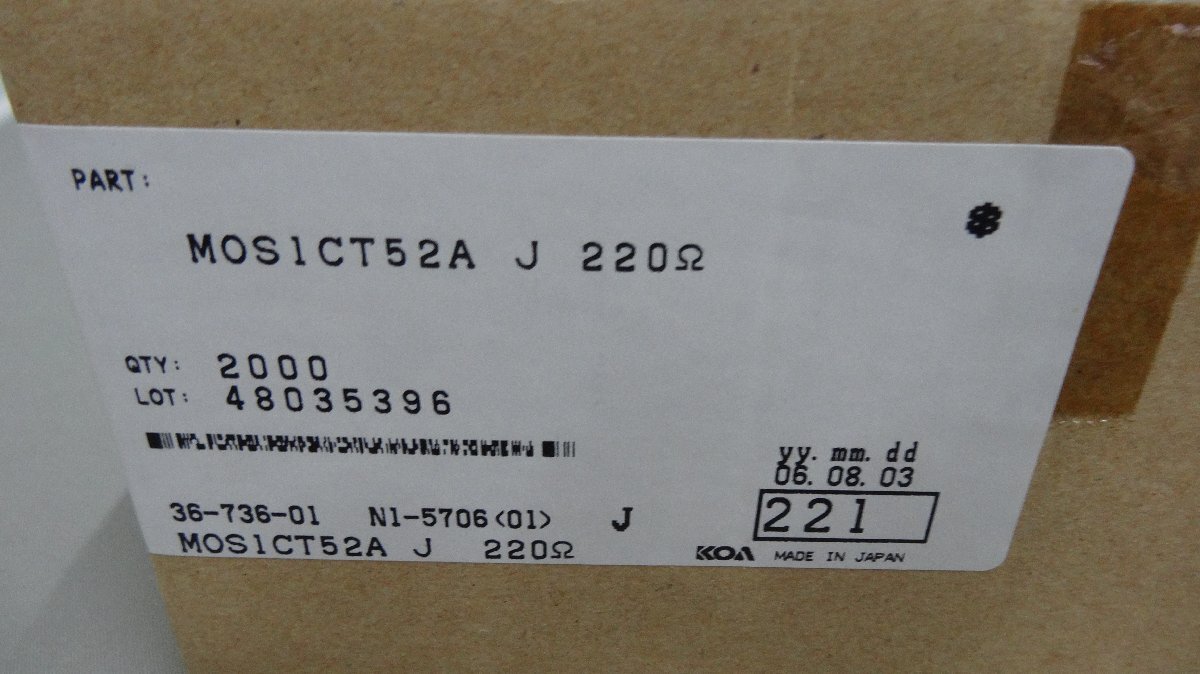 PART:
MOS1CT52A J 220Ω
QTY: 2000
LOT: 48035396
yy. mm. dd
06. 08. 03
36-736-01 N1-5706<01> J
221
MOS1CT52A J 220Ω
KOA MADE IN JAPAN